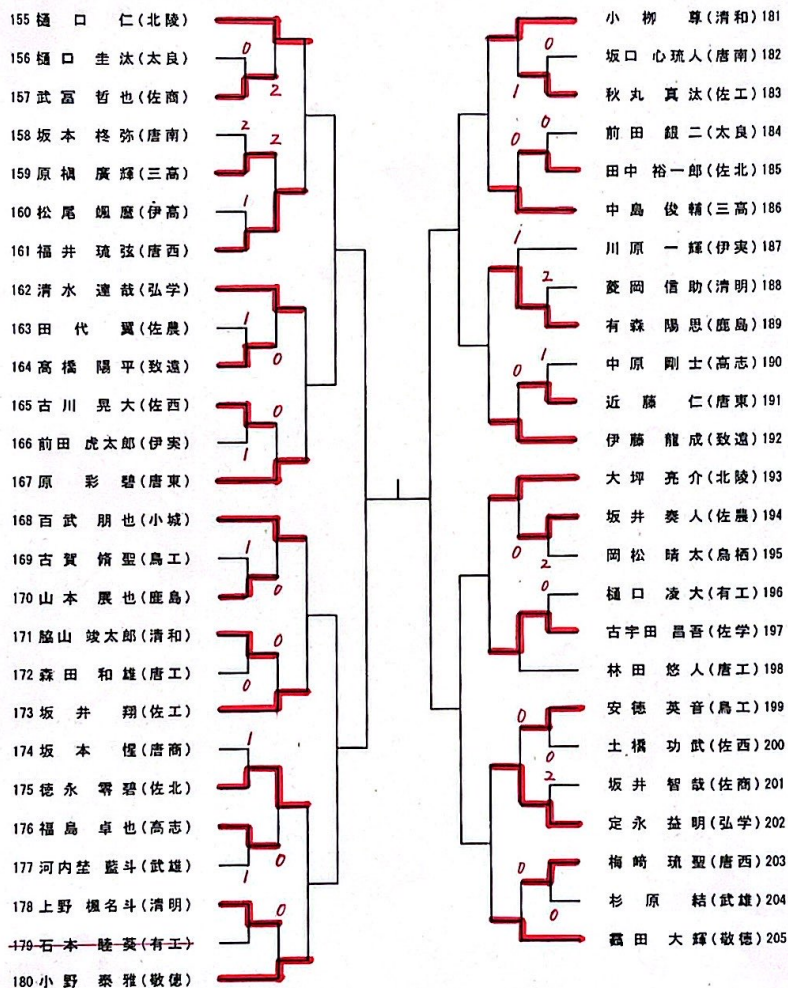 155 樋口 仁(北陵)
156 樋口 圭汰(太良)
0
157 武冨 哲也(佐商)
2
158 坂本 柊弥(唐南)
2
2
159 原槇 廣輝(三高)
160 松尾 颯麿(伊高)
1
161 福井 琉弦(唐西)
162 清水 達哉(弘学)
163 田代 翼(佐農)
1
164 高橋 陽平(致遠)
0
165 古川 晃大(佐西)
0
166 前田 虎太郎(伊実)
1
167 原 彩碧(唐東)
168 百武 朋也(小城)
169 古賀 脩聖(鳥工)
1
170 山本 展也(鹿島)
0
171 脇山 竣太郎(清和)
0
172 森田 和雄(唐工)
0
173 坂井 翔(佐工)
174 坂本 惺(唐商)
1
175 徳永 零碧(佐北)
176 福島 卓也(高志)
177 河内埜 藍斗(武雄)
1
0
178 上野 楓名斗(清明)
0
179 石本 睦葵(有工)
180 小野 泰雅(敬徳)
小柳 尊(清和) 181
0
坂口 心琉人(唐南) 182
1
秋丸 真汰(佐工) 183
0
0
前田 銀二(太良) 184
田中 裕一郎(佐北) 185
中島 俊輔(三高) 186
1
川原 一輝(伊実) 187
2
菱岡 信助(清明) 188
有森 陽思(鹿島) 189
1
中原 剛士(高志) 190
0
近藤 仁(唐東) 191
伊藤 龍成(致遠) 192
大坪 亮介(北陵) 193
坂井 奏人(佐農) 194
0
2
岡松 晴太(鳥栖) 195
0
樋口 凌大(有工) 196
古宇田 昌吾(佐学) 197
林田 悠人(唐工) 198
0
安徳 英音(鳥工) 199
土橋 功武(佐西) 200
0
2
坂井 智哉(佐商) 201
定永 益明(弘学) 202
0
梅崎 琉聖(唐西) 203
杉原 結(武雄) 204
0
田 大輝(敬徳) 205